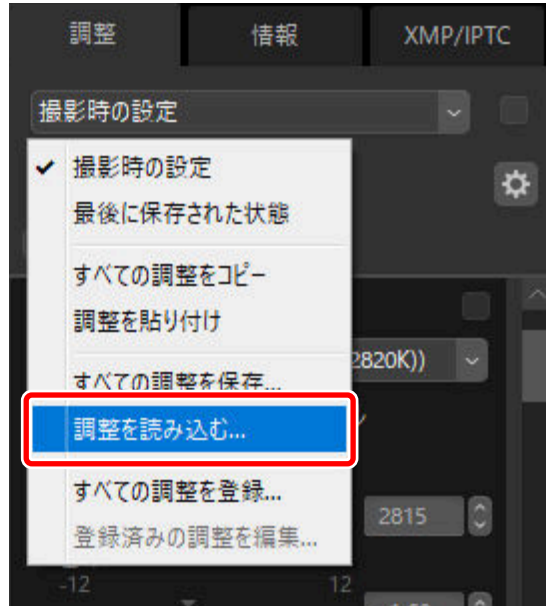 調整 情報 XMP/IPTC
撮影時の設定
撮影時の設定
最後に保存された状態
すべての調整をコピー
調整を貼り付け
2820K))
すべての調整を保存...
調整を読み込む...
すべての調整を登録...
2815
登録済みの調整を編集...
-12 12